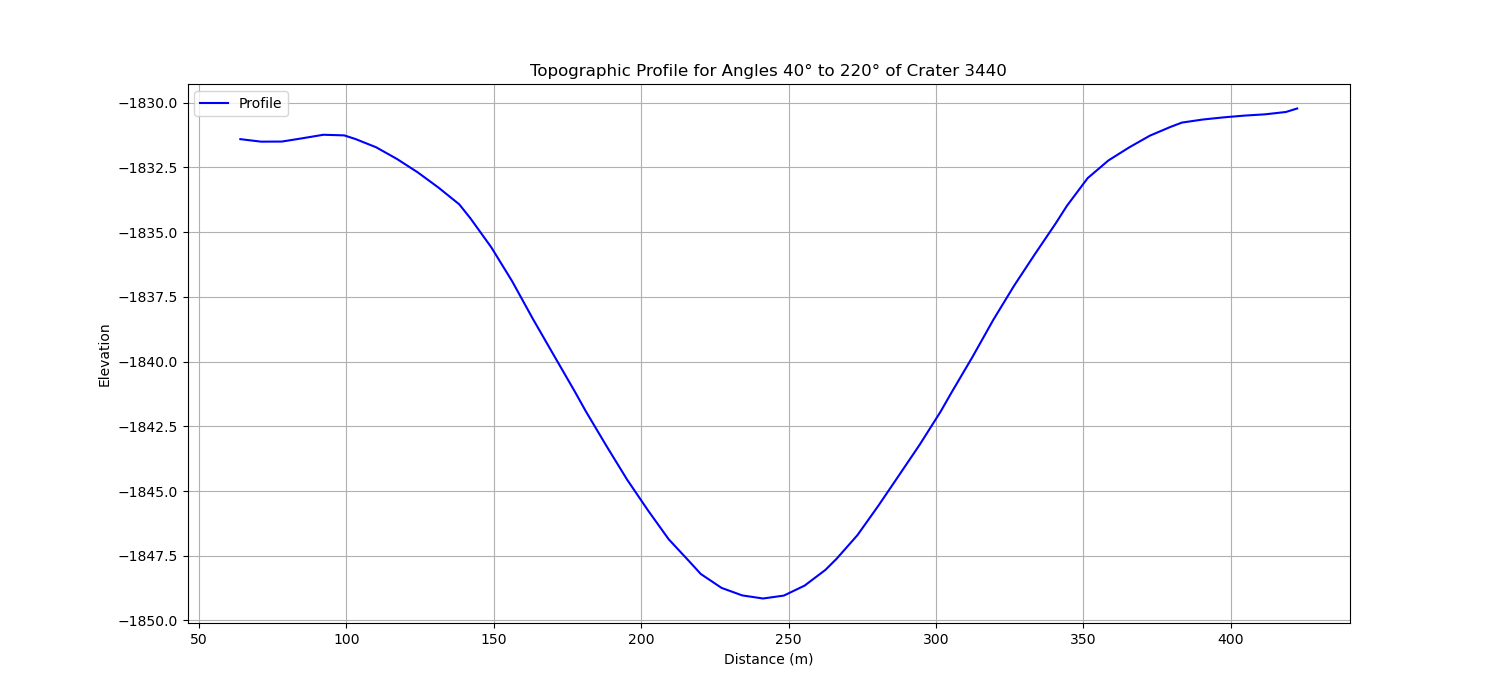 Topographic Profile for Angles 40° to 220° of Crater 3440
Profile
Elevation
−1830.0
−1832.5
−1835.0
−1837.5
−1840.0
−1842.5
−1845.0
−1847.5
−1850.0
50 100 150 200 250 300 350 400
Distance (m)